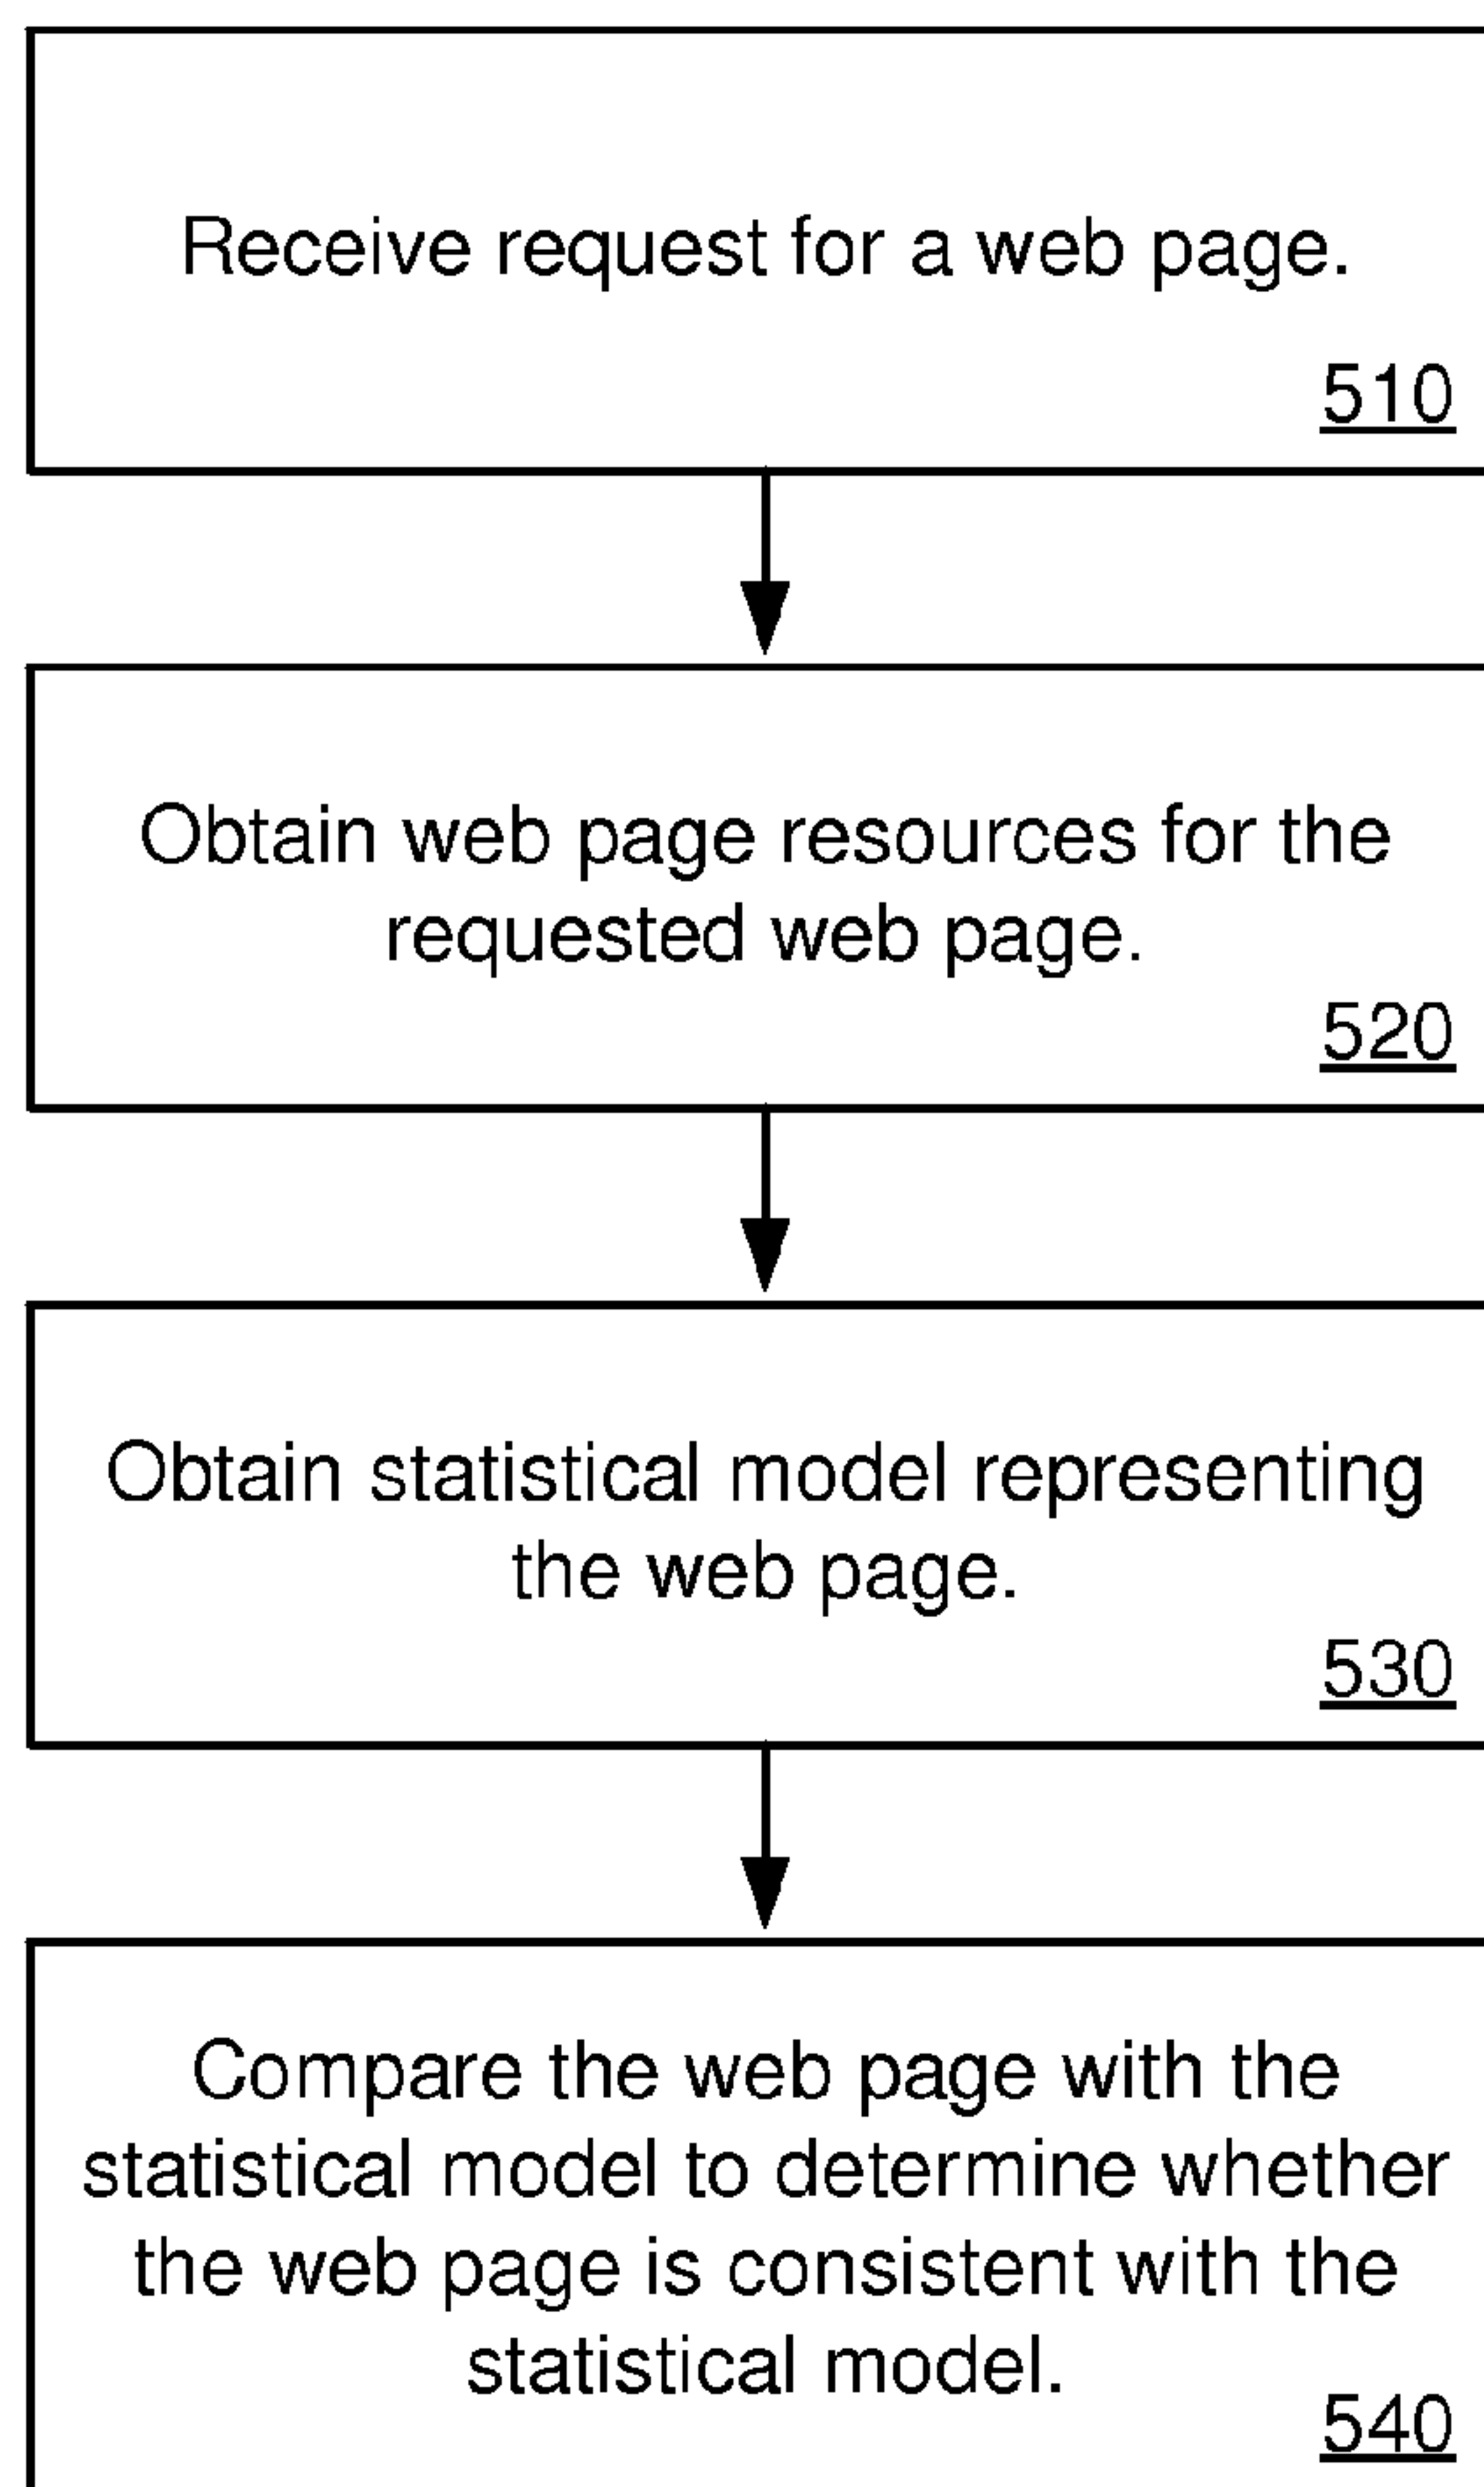 Receive request for a web page.
510
Obtain web page resources for the
requested web page.
520
Obtain statistical model representing
the web page.
530
Compare the web page with the
statistical model to determine whether
the web page is consistent with the
statistical model.
540